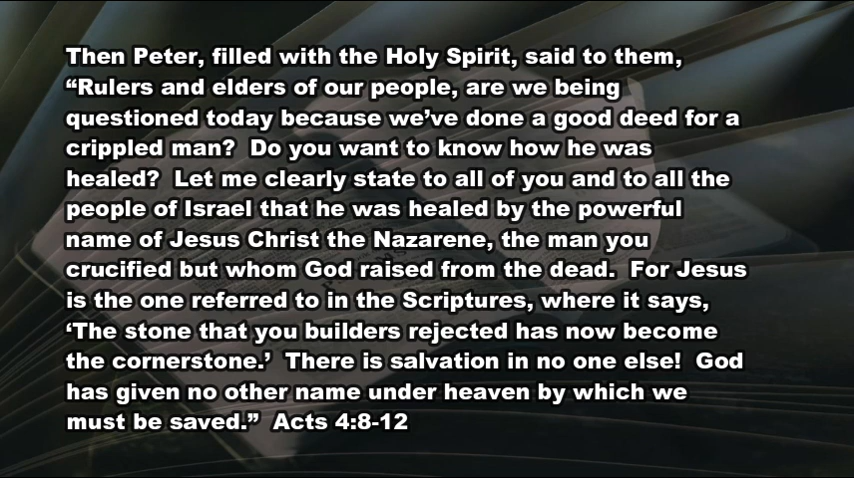 Then Peter, filled with the Holy Spirit, said to them,
“Rulers and elders of our people, are we being
questioned today because we’ve done a good deed for a
crippled man?  Do you want to know how he was
healed?  Let me clearly state to all of you and to all the
people of Israel that he was healed by the powerful
name of Jesus Christ the Nazarene, the man you
crucified but whom God raised from the dead.  For Jesus
is the one referred to in the Scriptures, where it says,
‘The stone that you builders rejected has now become
the cornerstone.’  There is salvation in no one else!  God
has given no other name under heaven by which we
must be saved.”  Acts 4:8-12